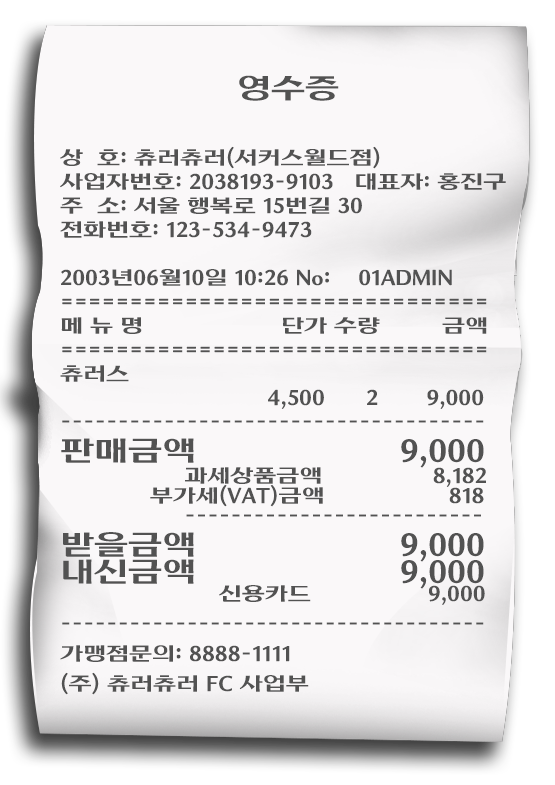 영수증
상 호: 츄러츄러(서커스월드점)
사업자번호: 2038193-9103 대표자: 홍진구
주 소: 서울 행복로 15번길 30
전화번호: 123-534-9473
2003년06월10일 10:26 No: 01ADMIN
==================================
메 뉴 명 단가 수량 금액
==================================
츄러스
4,500 2 9,000
------------------------------------------
판매금액 9,000
과세상품금액 8,182
부가세(VAT)금액 818
------------------------------
받을금액 9,000
내신금액 9,000
신용카드 9,000
------------------------------------------
가맹점문의: 8888-1111
(주) 츄러츄러 FC 사업부